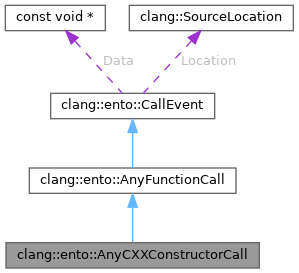 const void *
clang::SourceLocation
Data
Location
clang::ento::CallEvent
clang::ento::AnyFunctionCall
clang::ento::AnyCXXConstructorCall